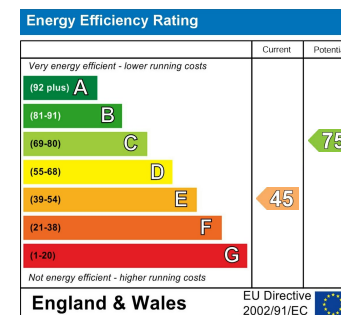 Energy Efficiency Rating
Current Potenti
Very energy efficient - lower running costs
(92 plus) A
(81-91) B
(69-80) C 75
(55-68) D
(39-54) E 45
(21-38) F
(1-20) G
Not energy efficient - higher running costs
England & Wales
EU Directive
2002/91/EC